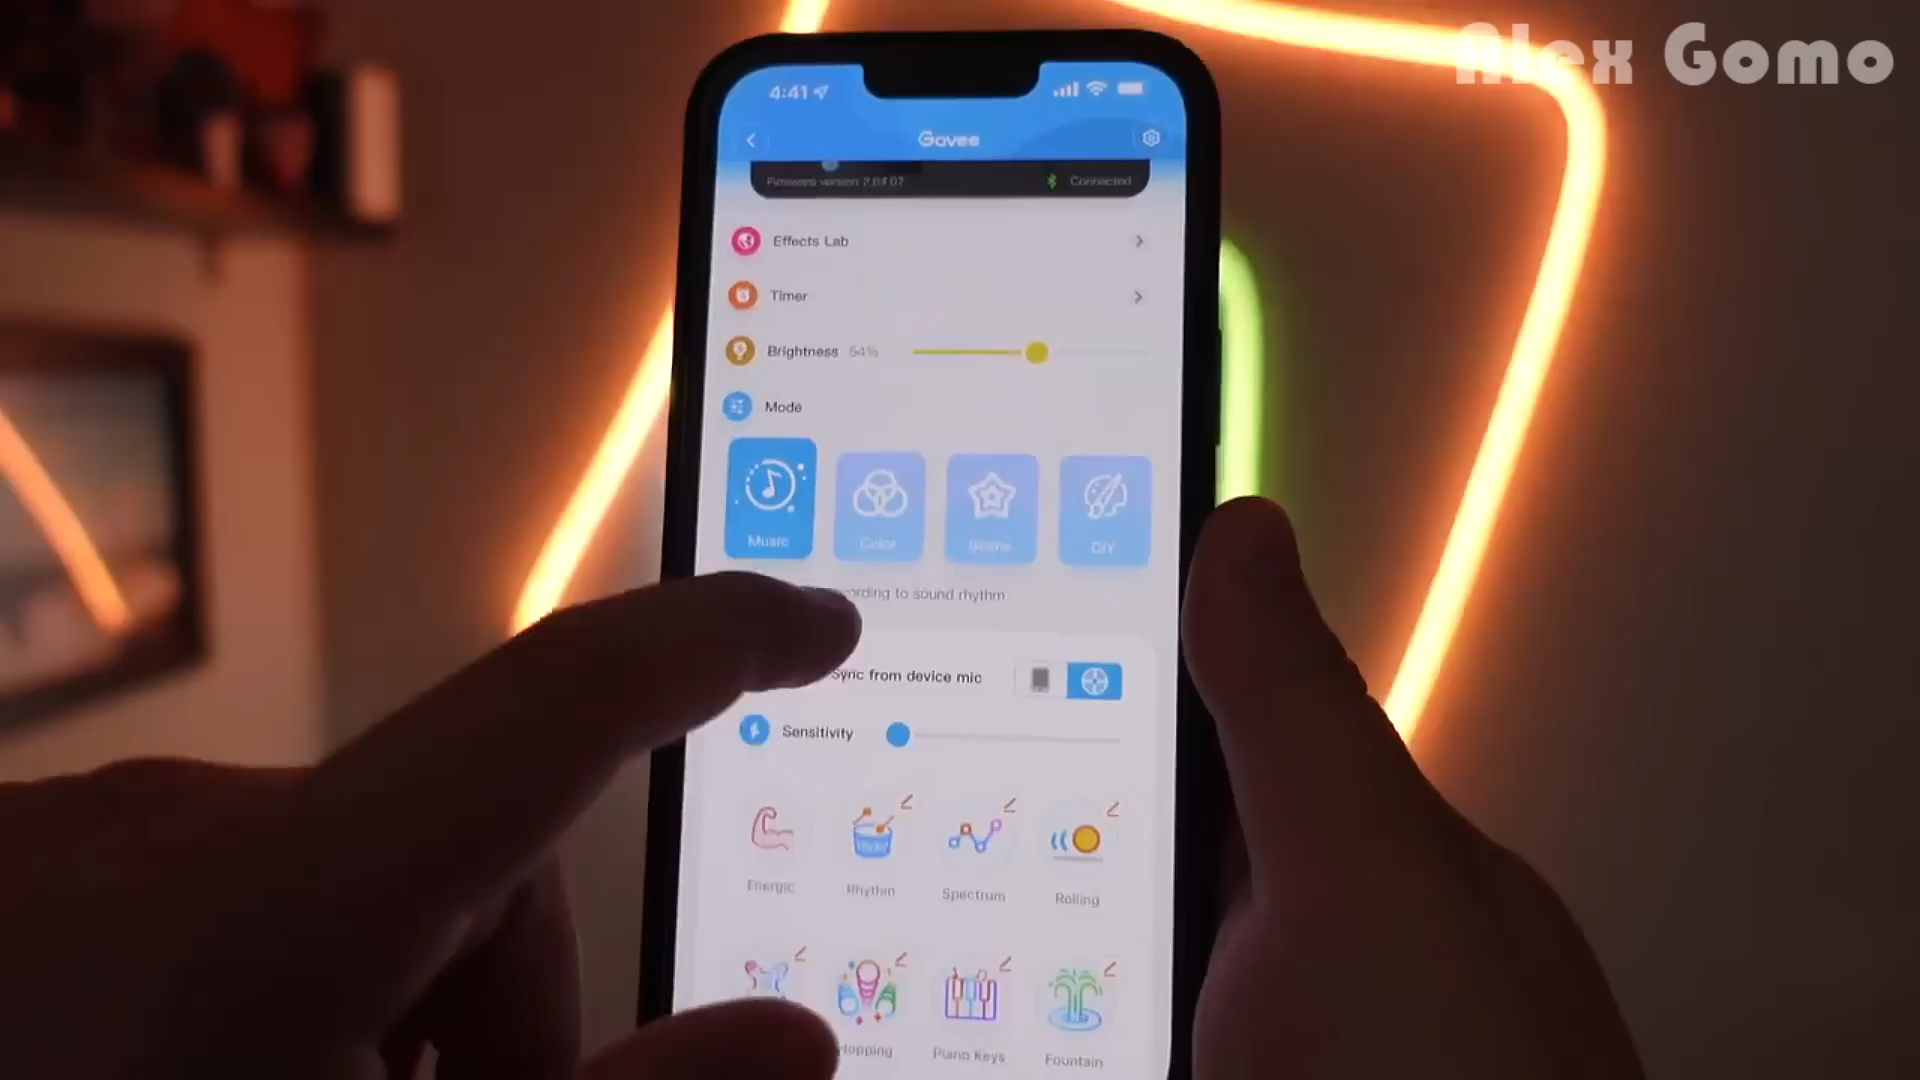 Alex Gomo
4:41
Govee
Firmware version 2.04.07
Connected
Effects Lab
Timer
Brightness 54%
Mode
Music
Color
Scene
DIY
to sound rhythm
Sync from device mic
Sensitivity
Energic
Rhythm
Spectrum
Rolling
Hopping
Piano Keys
Fountain